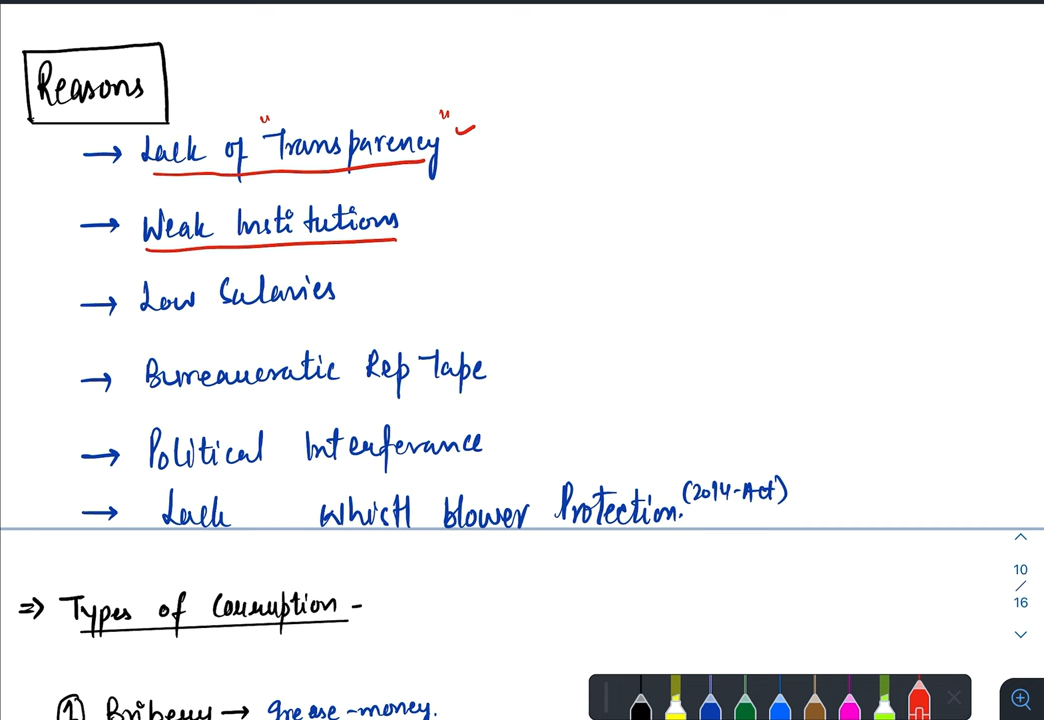 Reasons
→ Lack of "Transparency" ✓
→ Weak Institutions
→ Low Salaries
→ Bureaucratic Rep Tape
→ Political Interferance
→ Lack whistl blower Protection. (2014-Act)
10
/
16
⇒ Types of Corruption -
① Bribery → grease-money.